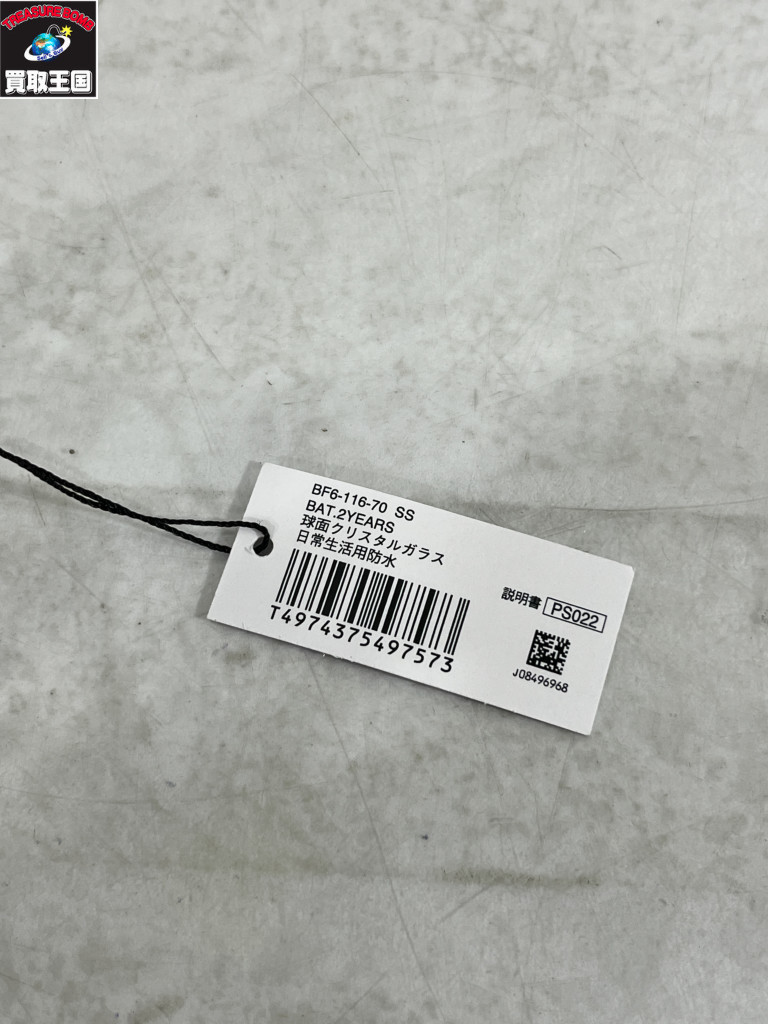 TREASURE BOMB
買取王国
BF6-116-70 SS
BAT.2YEARS
球面クリスタルガラス
日常生活用防水
T4974375497573
説明書 PS022
J08496968